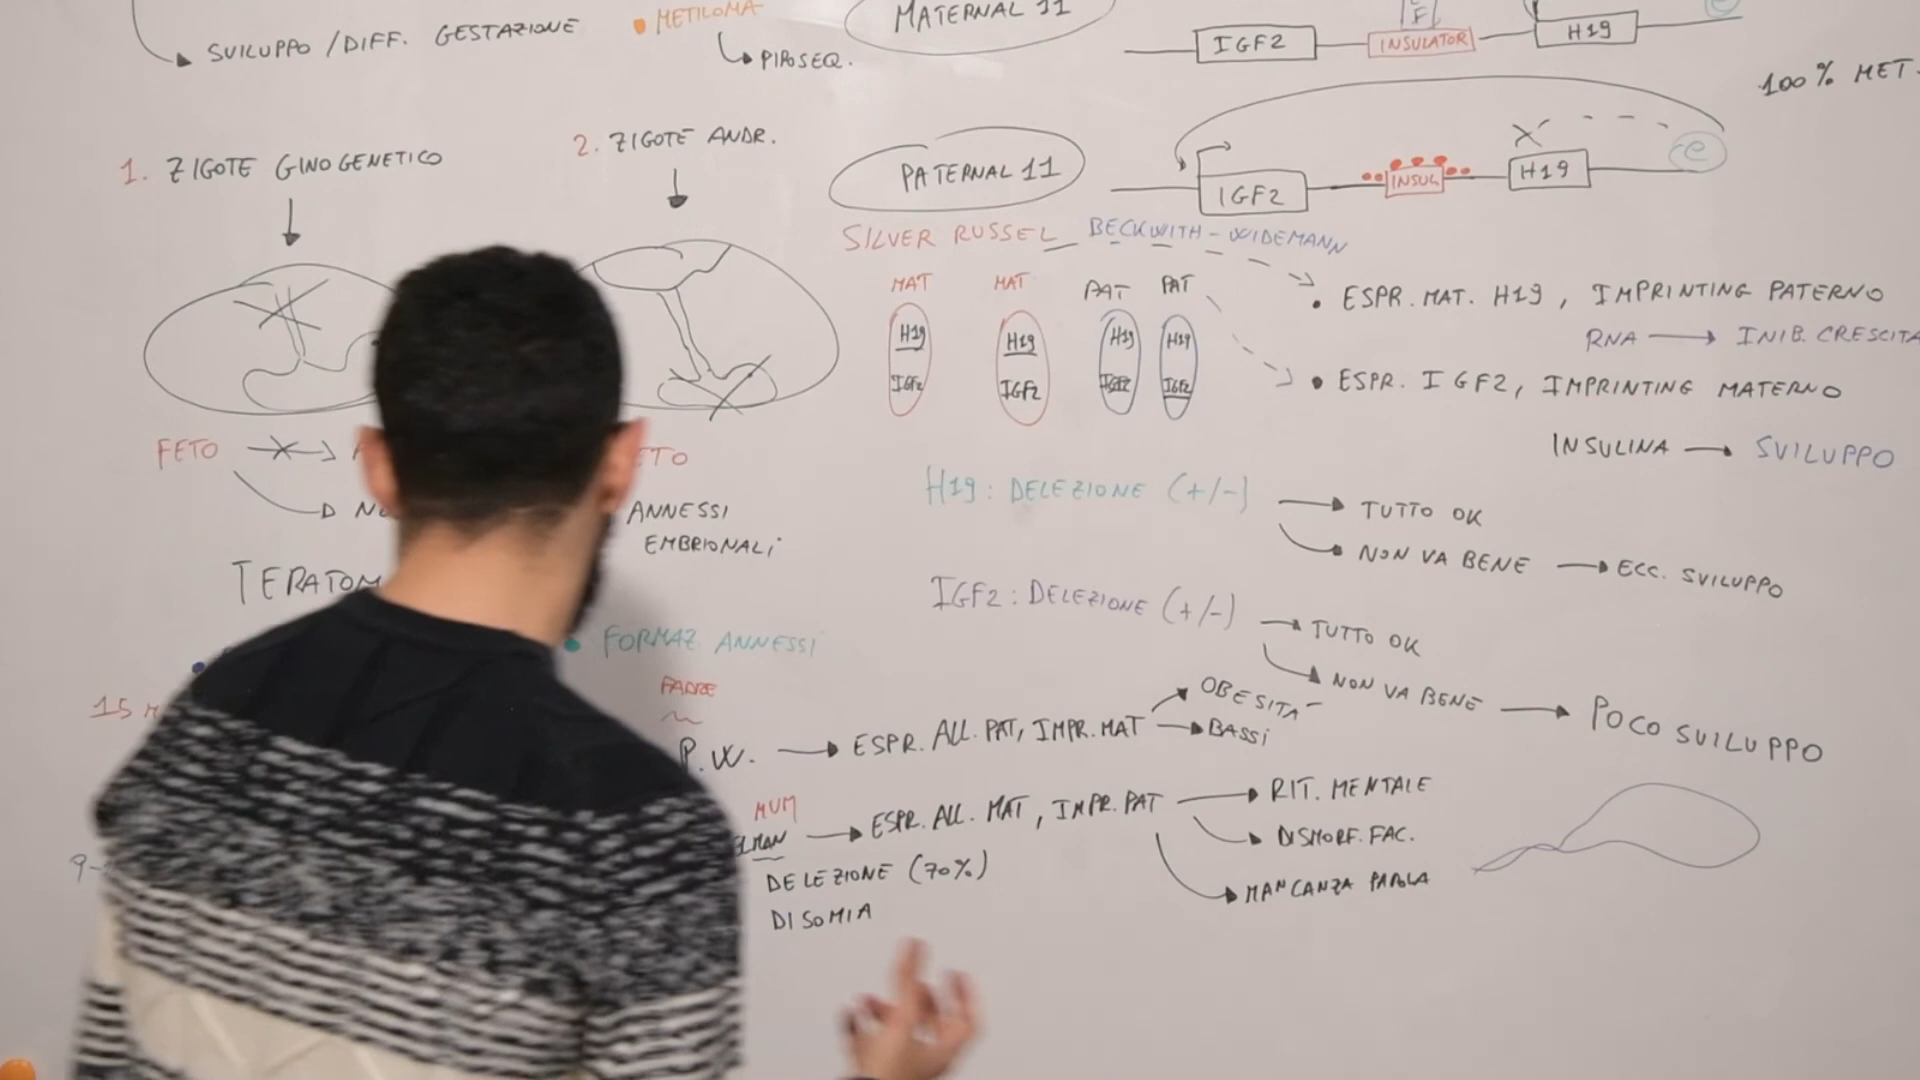 SVILUPPO / DIFF. GESTAZIONE
METILOMA
PIROSEQ.
1. ZIGOTE GINOGENETICO
2. ZIGOTE ANDR.
FETO
ETO
ANNESSI
EMBRIONALI
FORMAZ. ANNESSI
MATERNAL 11
IGF2
INSULATOR
H19
e
100% MET.
PATERNAL 11
IGF2
INSUL
H19
e
SILVER RUSSEL
BECKWITH - WIDEMANN
MAT MAT PAT PAT
H19 H19 H19 H19
IGF2 IGF2 IGF2 IGF2
ESPR. MAT. H19, IMPRINTING PATERNO
RNA INIB. CRESCITA
ESPR. IGF2, IMPRINTING MATERNO
INSULINA SVILUPPO
H19: DELEZIONE (+/-) TUTTO OK
NON VA BENE ECC. SVILUPPO
IGF2: DELEZIONE (+/-) TUTTO OK
NON VA BENE POCO SVILUPPO
PADRE
P.W. ESPR. ALL. PAT, IMPR. MAT OBESITÀ
BASSI
MUM
ELMAN ESPR. ALL. MAT, IMPR. PAT RIT. MENTALE
DISMORF. FAC.
MANCANZA PAROLA
DELEZIONE (70%)
DISOMIA